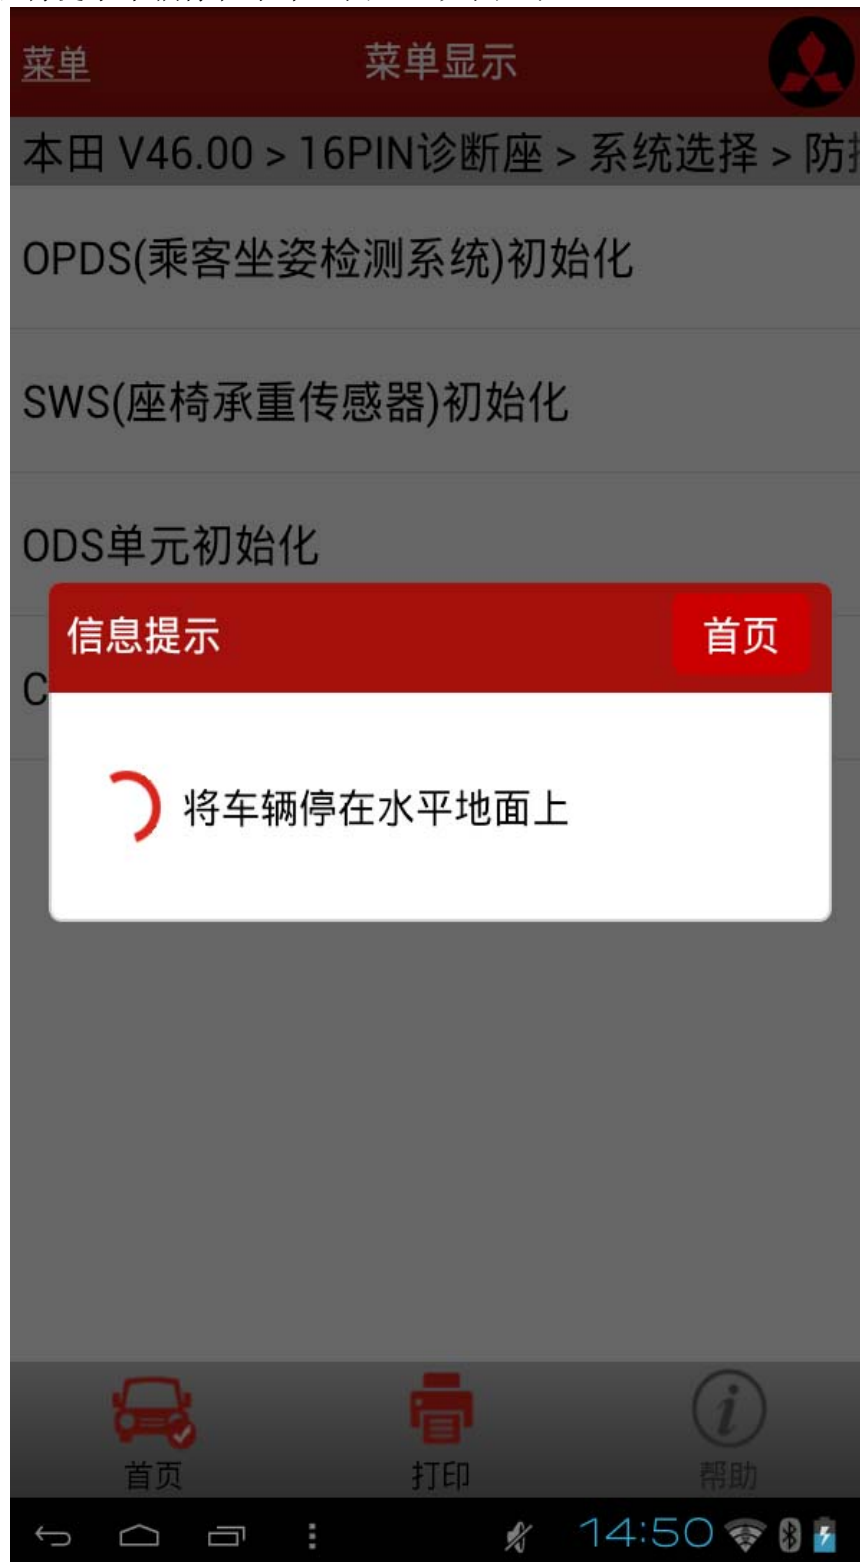 菜单
菜单显示
本田 V46.00 > 16PIN诊断座 > 系统选择 > 防
OPDS(乘客坐姿检测系统)初始化
SWS(座椅承重传感器)初始化
ODS单元初始化
信息提示
首页
C
将车辆停在水平地面上
首页
打印
帮助
14:50